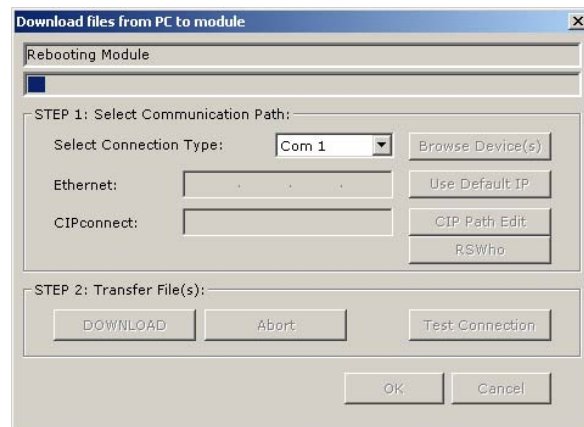 Download files from PC to module
Rebooting Module
STEP 1: Select Communication Path:
Select Connection Type: Com 1 Browse Device(s)
Ethernet: . . . Use Default IP
CIPconnect: CIP Path Edit
RSWho
STEP 2: Transfer File(s):
DOWNLOAD Abort Test Connection
OK Cancel